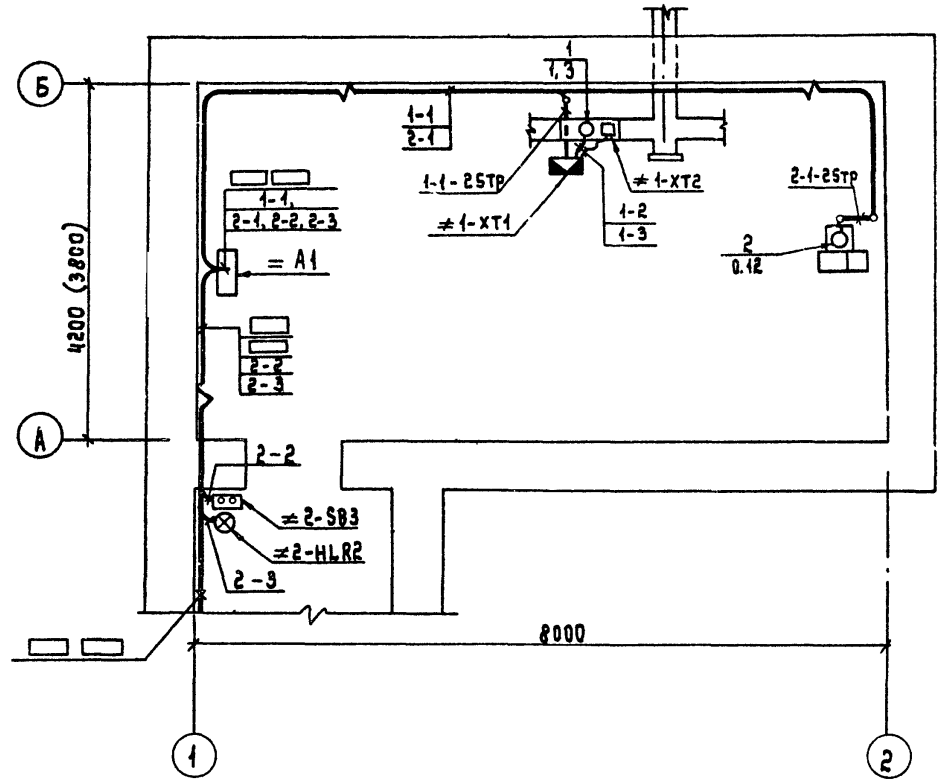 1
1,3
Б
1-1
2-1
1-1-25тр
≠1-XT2
2-1-25тр
1-1,
2-1, 2-2, 2-3
≠1-XT1
1-2
1-3
2
0.12
= А1
4200 (3800)
2-2
2-3
А
2-2
≠2-SB3
≠2-HLR2
2-3
8000
1
2